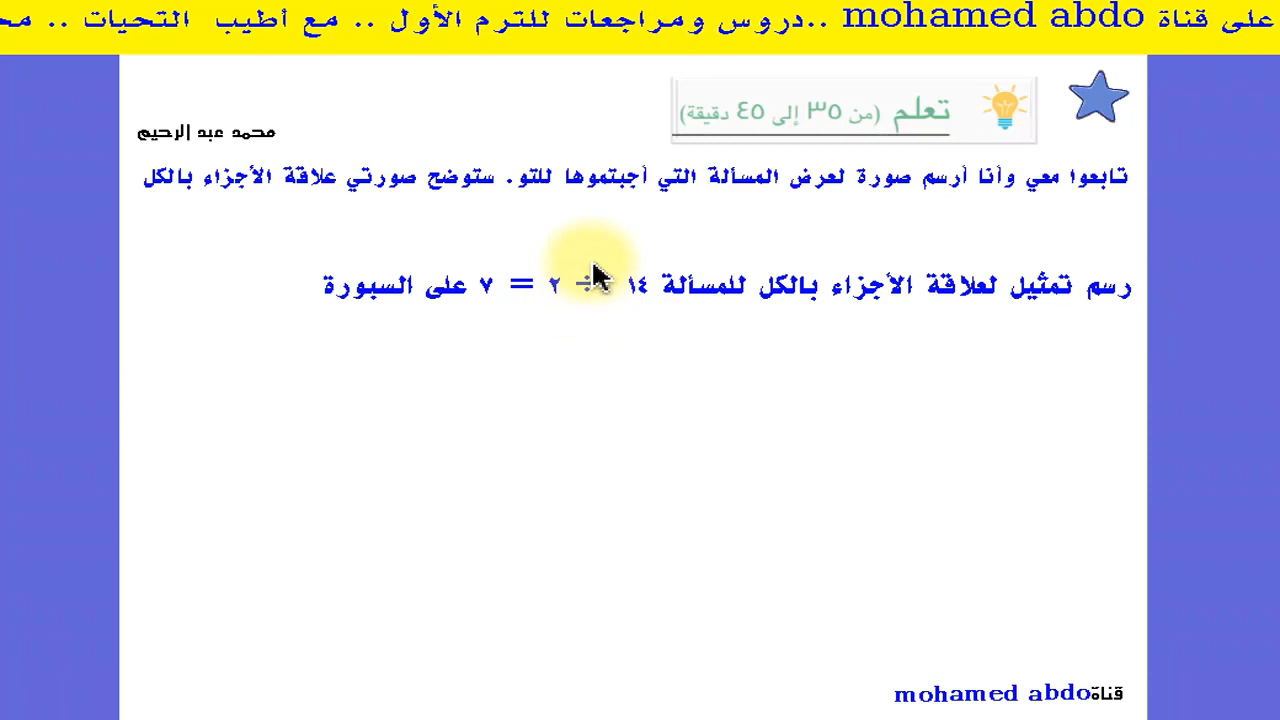 على قناة mohamed abdo ..دروس ومراجعات للترم الأول .. مع أطيب التحيات ..
تعلم (من ٣٥ إلى ٤٥ دقيقة)
محمد عبد الرحيم
تابعوا معي وأنا أرسم صورة لعرض المسألة التي أجبتموها للتو. ستوضح صورتي علاقة الأجزاء بالكل
رسم تمثيل لعلاقة الأجزاء بالكل للمسألة ١٤ ÷ ٢ = ٧ على السبورة
قناة mohamed abdo